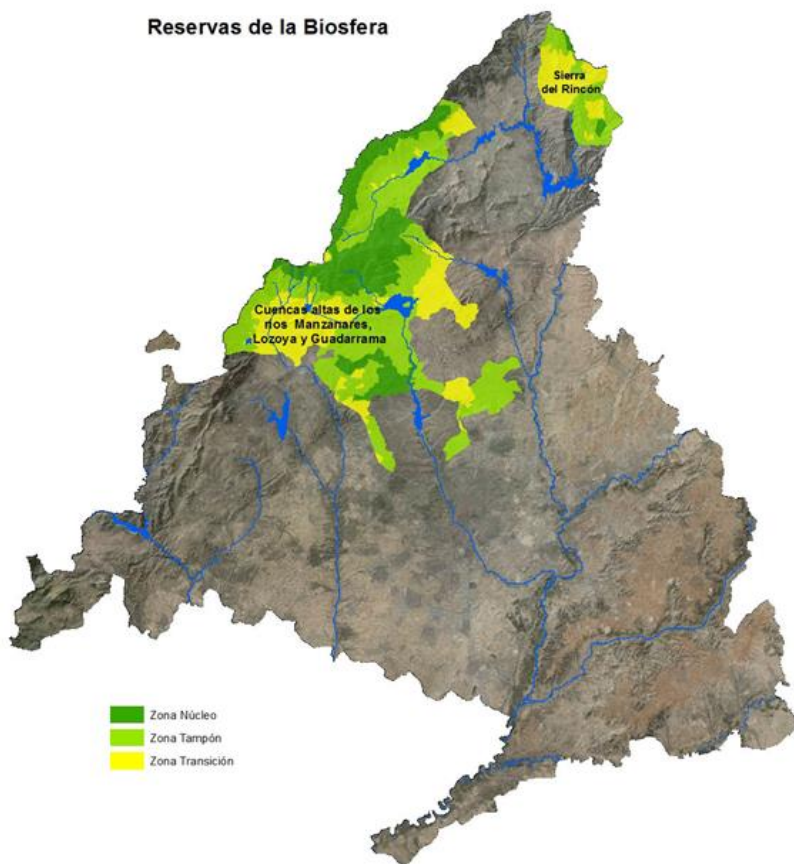 Reservas de la Biosfera
Sierra
del Rincón
Cuencas altas de los
rios Manzanares,
Lozoya y Guadarrama
Zona Núcleo
Zona Tampón
Zona Transición